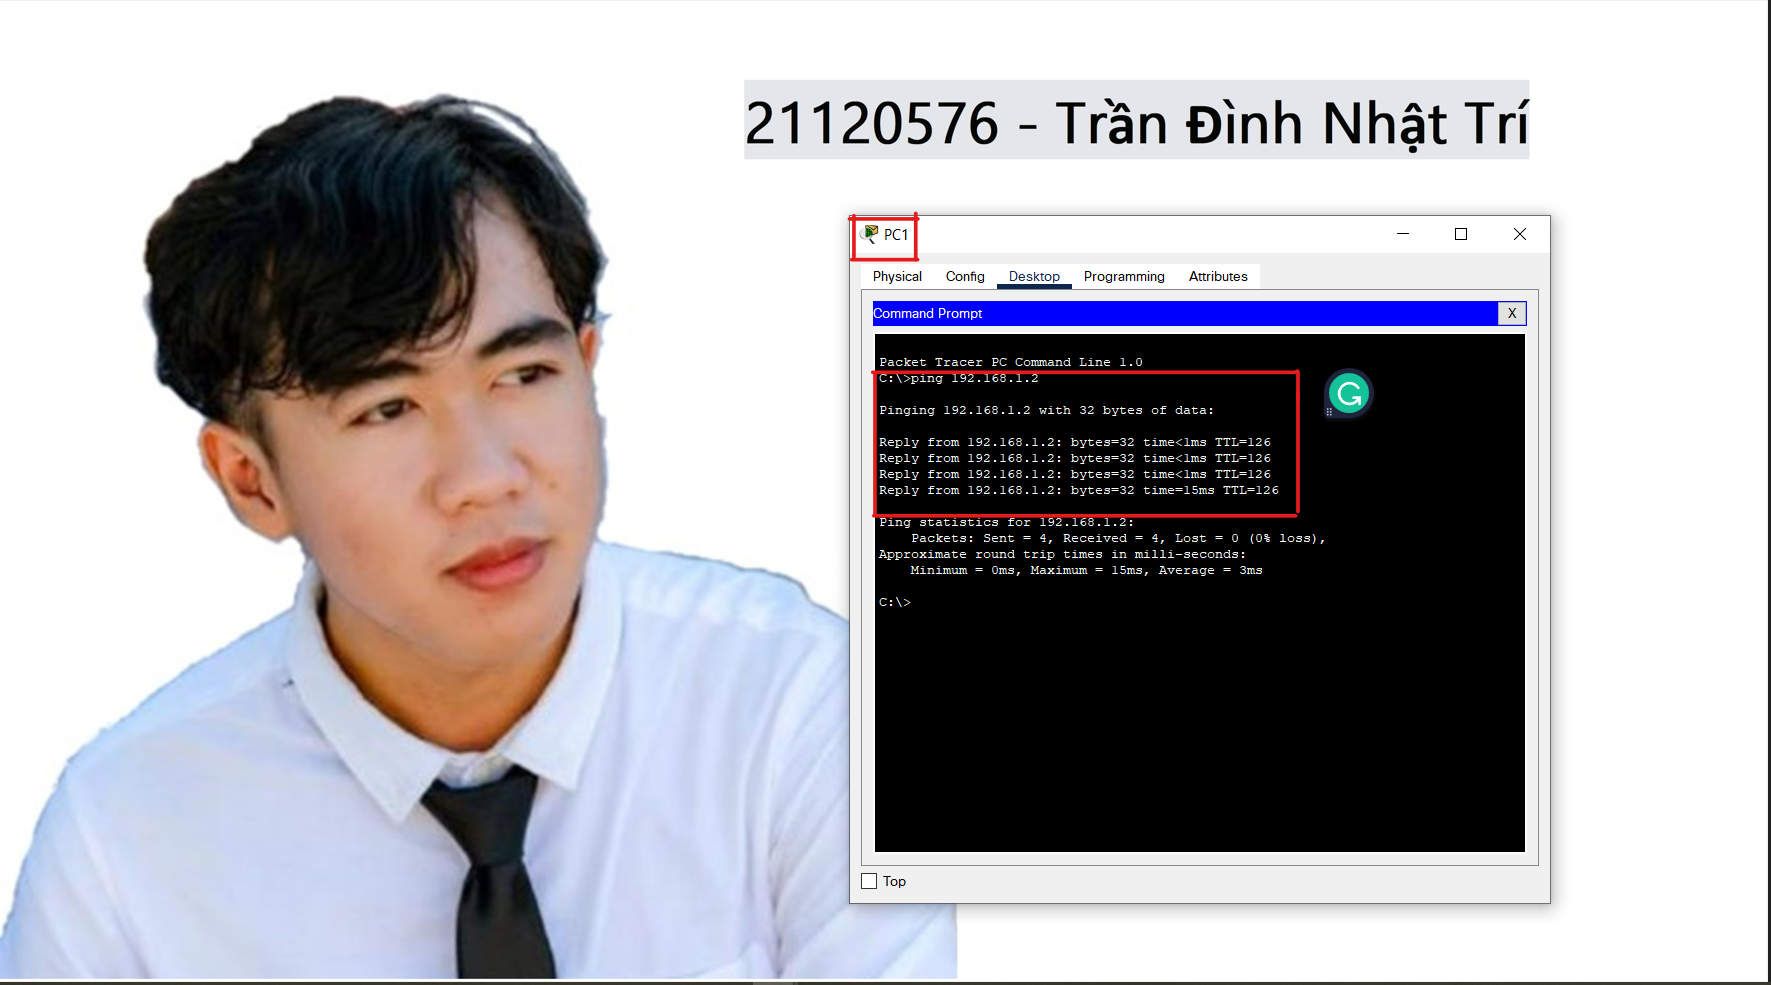 21120576 - Trần Đình Nhật Trí
PC1
Physical Config Desktop Programming Attributes
Command Prompt X
Packet Tracer PC Command Line 1.0
C:\>ping 192.168.1.2
Pinging 192.168.1.2 with 32 bytes of data:
Reply from 192.168.1.2: bytes=32 time<1ms TTL=126
Reply from 192.168.1.2: bytes=32 time<1ms TTL=126
Reply from 192.168.1.2: bytes=32 time<1ms TTL=126
Reply from 192.168.1.2: bytes=32 time=15ms TTL=126
Ping statistics for 192.168.1.2:
Packets: Sent = 4, Received = 4, Lost = 0 (0% loss),
Approximate round trip times in milli-seconds:
Minimum = 0ms, Maximum = 15ms, Average = 3ms
C:\>
Top